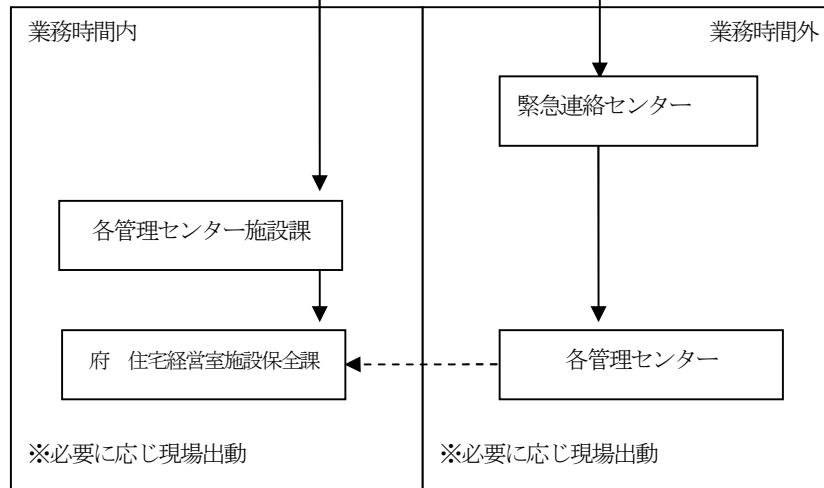 業務時間内
業務時間外
緊急連絡センター
各管理センター施設課
府　住宅経営室施設保全課
各管理センター
※必要に応じ現場出動
※必要に応じ現場出動